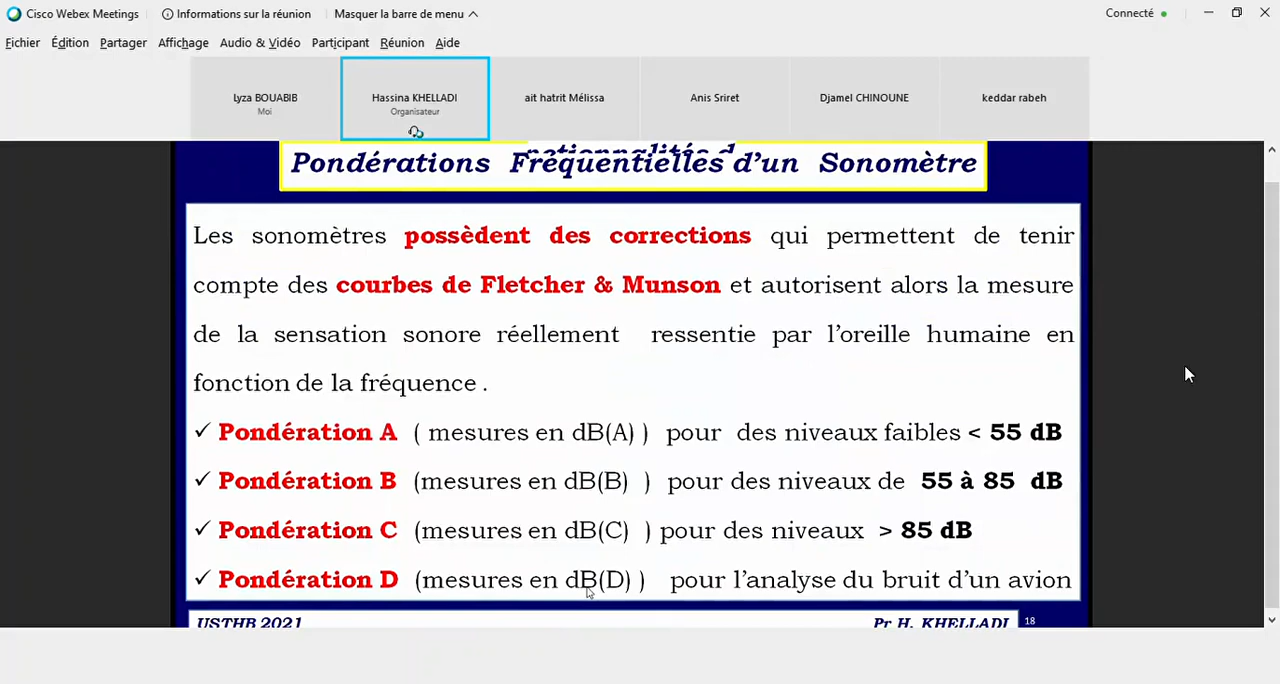 Cisco Webex Meetings Informations sur la réunion Masquer la barre de menu Connecté
Fichier Édition Partager Affichage Audio & Vidéo Participant Réunion Aide
Lyza BOUABIB Hassina KHELLADI ait hatrit Mélissa Anis Sriret Djamel CHINOUNE keddar rabeh
Moi Organisateur
Pondérations Fréquentielles d’un Sonomètre
Les sonomètres possèdent des corrections qui permettent de tenir
compte des courbes de Fletcher & Munson et autorisent alors la mesure
de la sensation sonore réellement ressentie par l’oreille humaine en
fonction de la fréquence .
✓ Pondération A ( mesures en dB(A) ) pour des niveaux faibles < 55 dB
✓ Pondération B (mesures en dB(B) ) pour des niveaux de 55 à 85 dB
✓ Pondération C (mesures en dB(C) ) pour des niveaux > 85 dB
✓ Pondération D (mesures en dB(D) ) pour l’analyse du bruit d’un avion
USTHB 2021 Pr H. KHELLADI 18